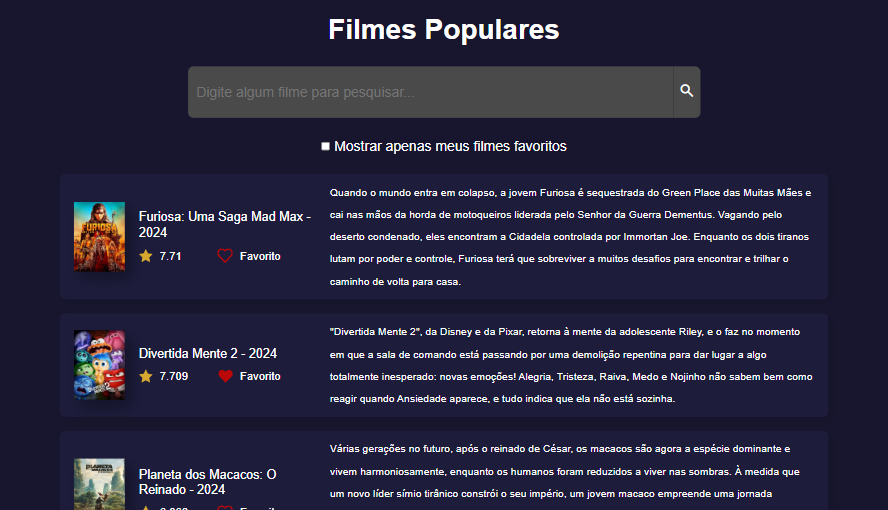 Filmes Populares
Digite algum filme para pesquisar...
Mostrar apenas meus filmes favoritos
FURIOSA
Furiosa: Uma Saga Mad Max -
2024
7.71
Favorito
Quando o mundo entra em colapso, a jovem Furiosa é sequestrada do Green Place das Muitas Mães e
cai nas mãos da horda de motoqueiros liderada pelo Senhor da Guerra Dementus. Vagando pelo
deserto condenado, eles encontram a Cidadela controlada por Immortan Joe. Enquanto os dois tiranos
lutam por poder e controle, Furiosa terá que sobreviver a muitos desafios para encontrar e trilhar o
caminho de volta para casa.
Divertida Mente 2 - 2024
7.709
Favorito
"Divertida Mente 2", da Disney e da Pixar, retorna à mente da adolescente Riley, e o faz no momento
em que a sala de comando está passando por uma demolição repentina para dar lugar a algo
totalmente inesperado: novas emoções! Alegria, Tristeza, Raiva, Medo e Nojinho não sabem bem como
reagir quando Ansiedade aparece, e tudo indica que ela não está sozinha.
PLANETA
Planeta dos Macacos: O
Reinado - 2024
Favorito
Várias gerações no futuro, após o reinado de César, os macacos são agora a espécie dominante e
vivem harmoniosamente, enquanto os humanos foram reduzidos a viver nas sombras. À medida que
um novo líder símio tirânico constrói o seu império, um jovem macaco empreende uma jornada